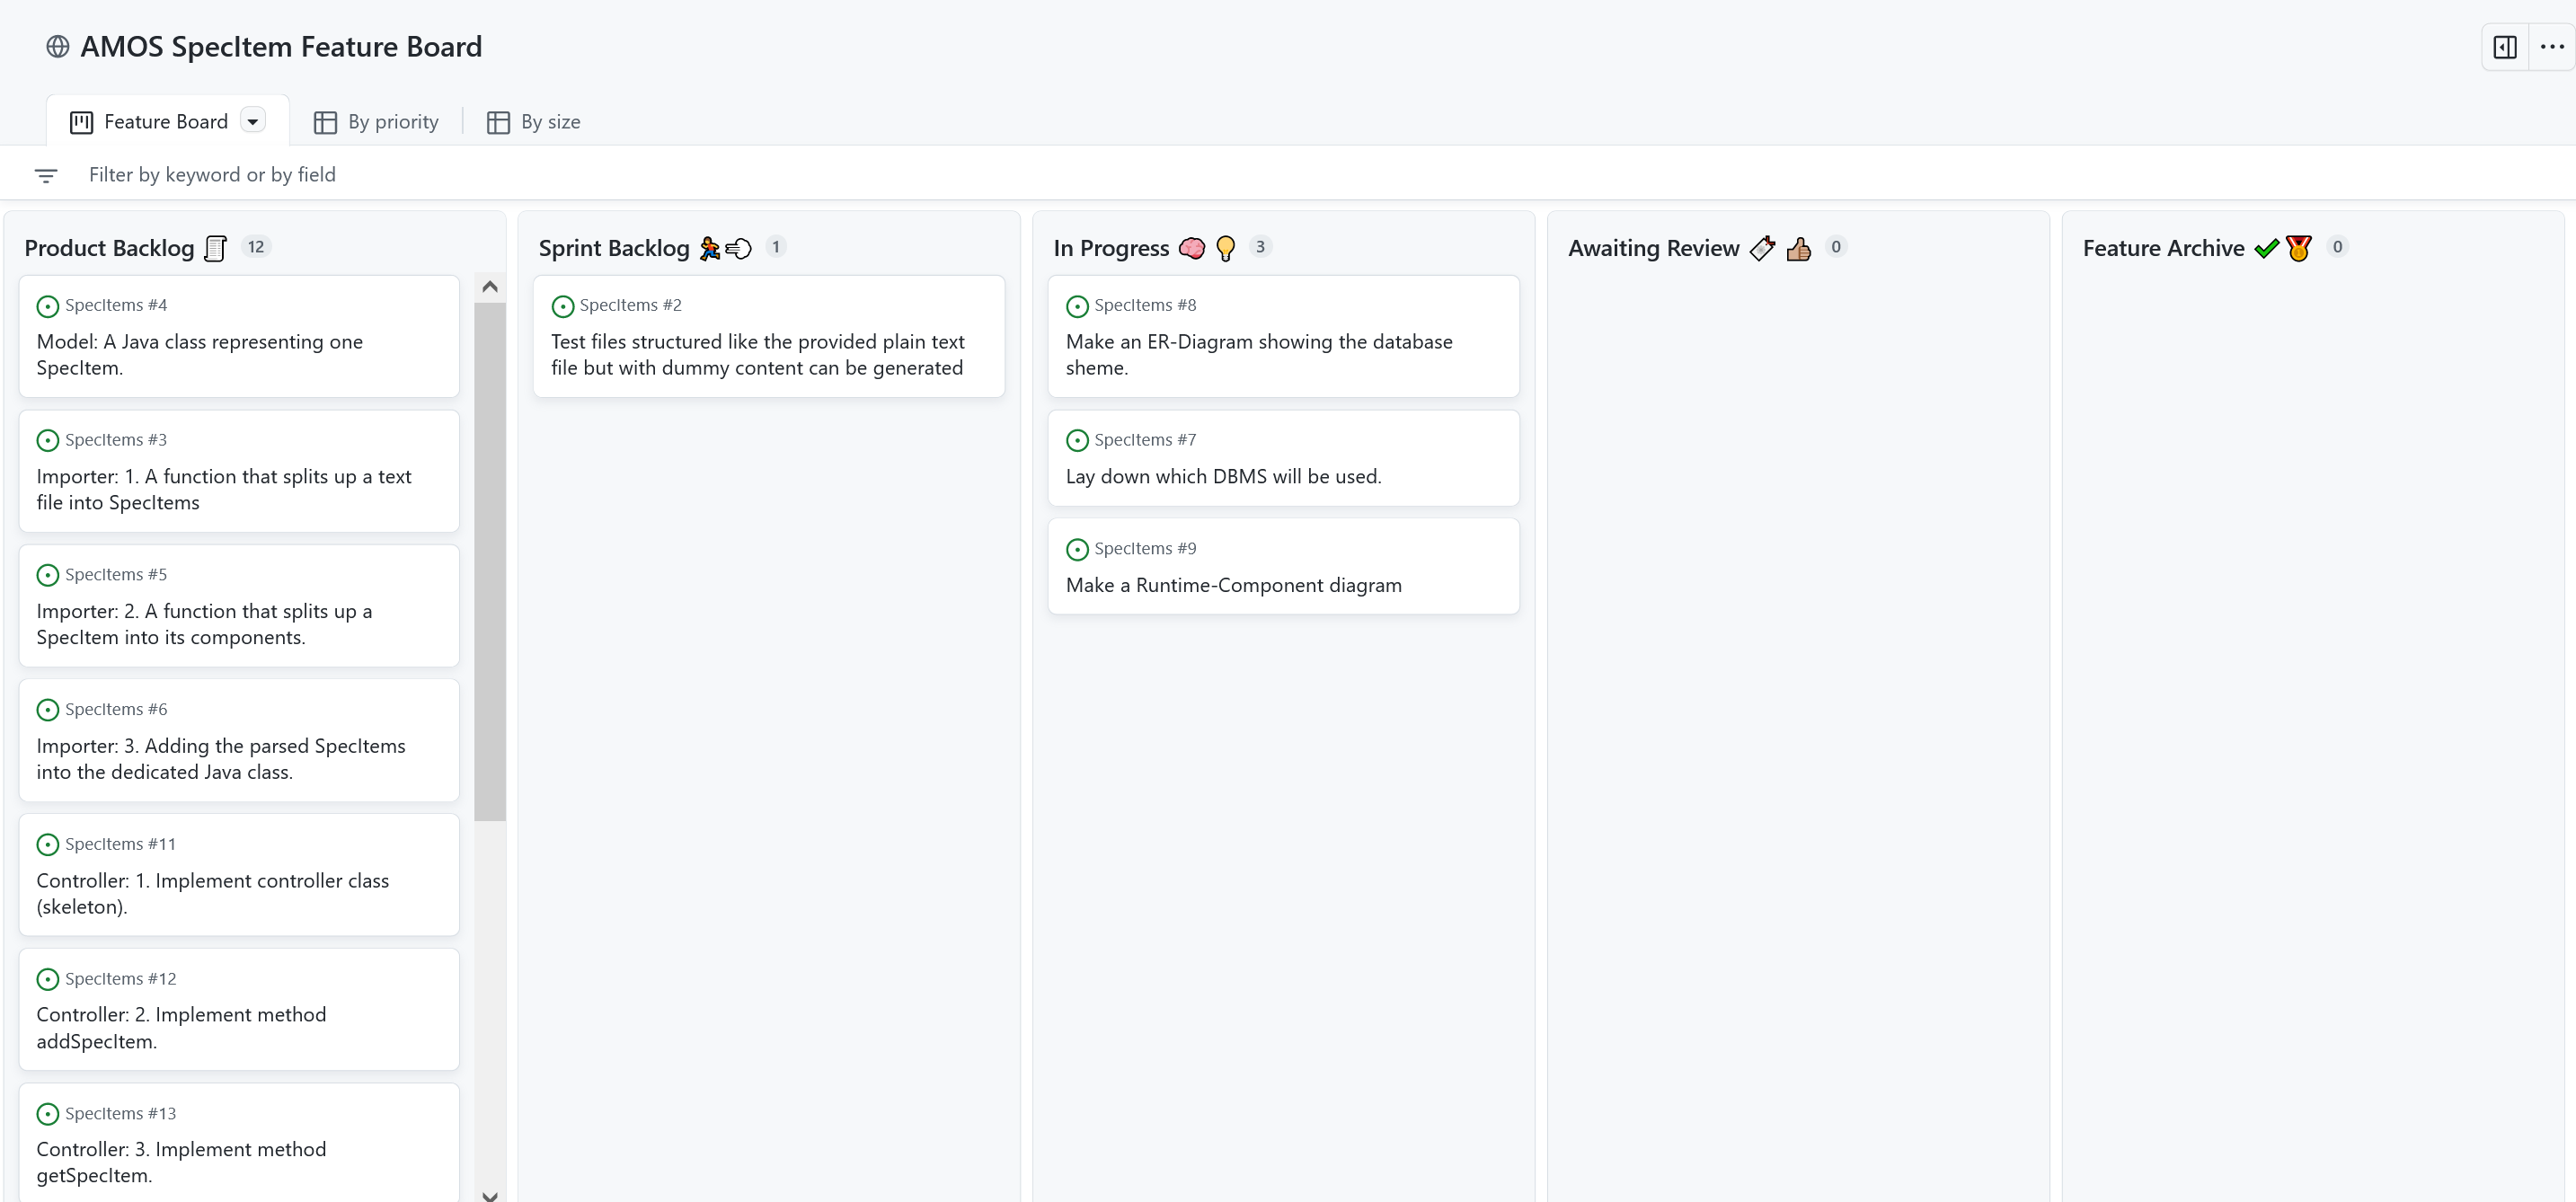 AMOS SpecItem Feature Board
Feature Board
By priority
By size
Filter by keyword or by field
Product Backlog 12
SpecItems #4
Model: A Java class representing one
SpecItem.
SpecItems #3
Importer: 1. A function that splits up a text
file into SpecItems
SpecItems #5
Importer: 2. A function that splits up a
SpecItem into its components.
SpecItems #6
Importer: 3. Adding the parsed SpecItems
into the dedicated Java class.
SpecItems #11
Controller: 1. Implement controller class
(skeleton).
SpecItems #12
Controller: 2. Implement method
addSpecItem.
SpecItems #13
Controller: 3. Implement method
getSpecItem.
Sprint Backlog 1
SpecItems #2
Test files structured like the provided plain text
file but with dummy content can be generated
In Progress 3
SpecItems #8
Make an ER-Diagram showing the database
sheme.
SpecItems #7
Lay down which DBMS will be used.
SpecItems #9
Make a Runtime-Component diagram
Awaiting Review 0
Feature Archive 0